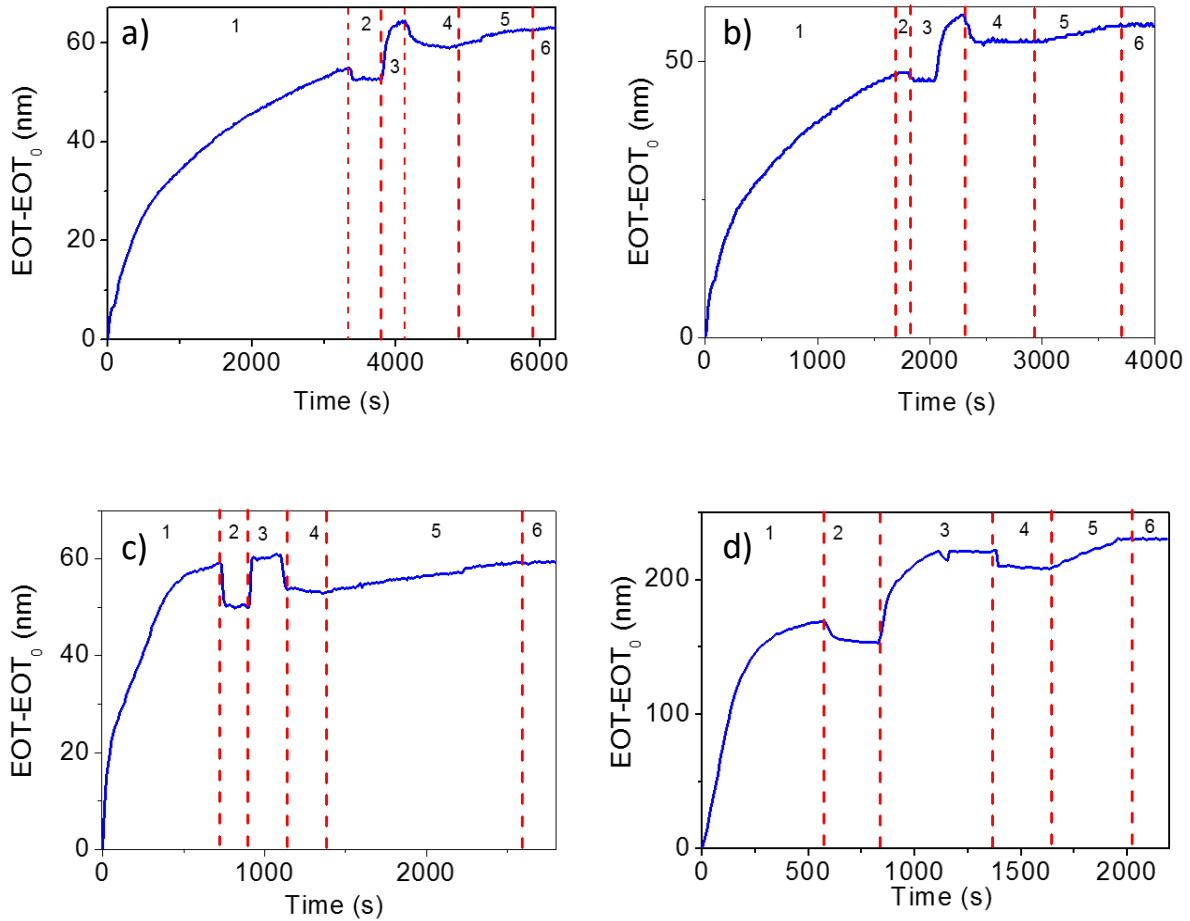 a)
1 2 3 4 5 6
EOT-EOT₀ (nm)
60
40
20
0
0 2000 4000 6000
Time (s)
b)
1 2 3 4 5 6
EOT-EOT₀ (nm)
50
25
0
0 1000 2000 3000 4000
Time (s)
c)
1 2 3 4 5 6
EOT-EOT₀ (nm)
60
40
20
0
0 1000 2000
Time (s)
d)
1 2 3 4 5 6
EOT-EOT₀ (nm)
200
100
0
0 500 1000 1500 2000
Time (s)